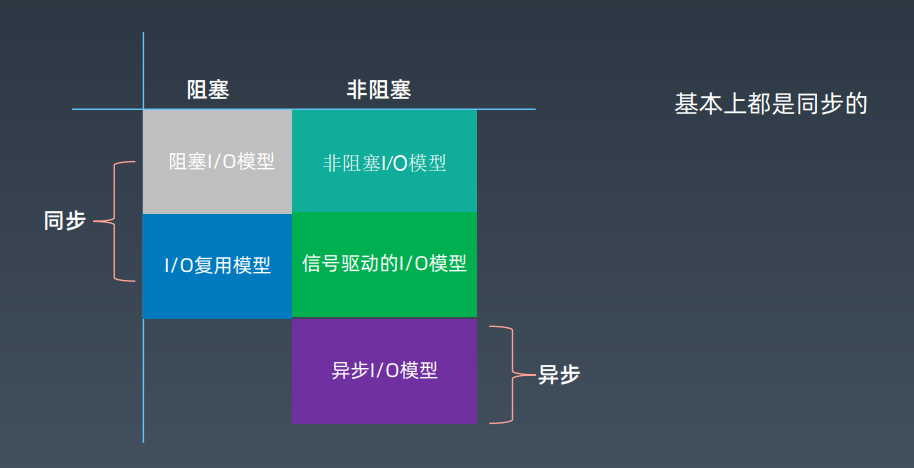 阻塞
非阻塞
基本上都是同步的
阻塞I/O模型
非阻塞I/O模型
同步
I/O复用模型
信号驱动的I/O模型
异步I/O模型
异步